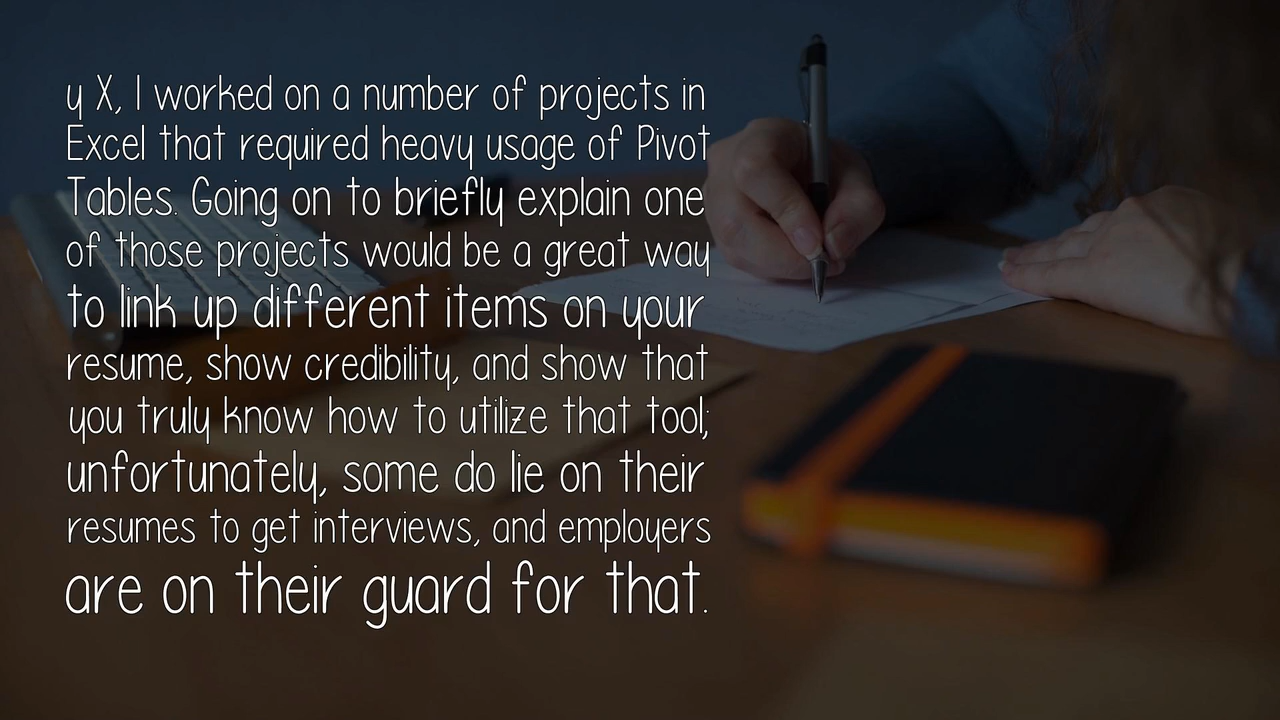 y X, I worked on a number of projects in
Excel that required heavy usage of Pivot
Tables. Going on to briefly explain one
of those projects would be a great way
to link up different items on your
resume, show credibility, and show that
you truly know how to utilize that tool;
unfortunately, some do lie on their
resumes to get interviews, and employers
are on their guard for that.